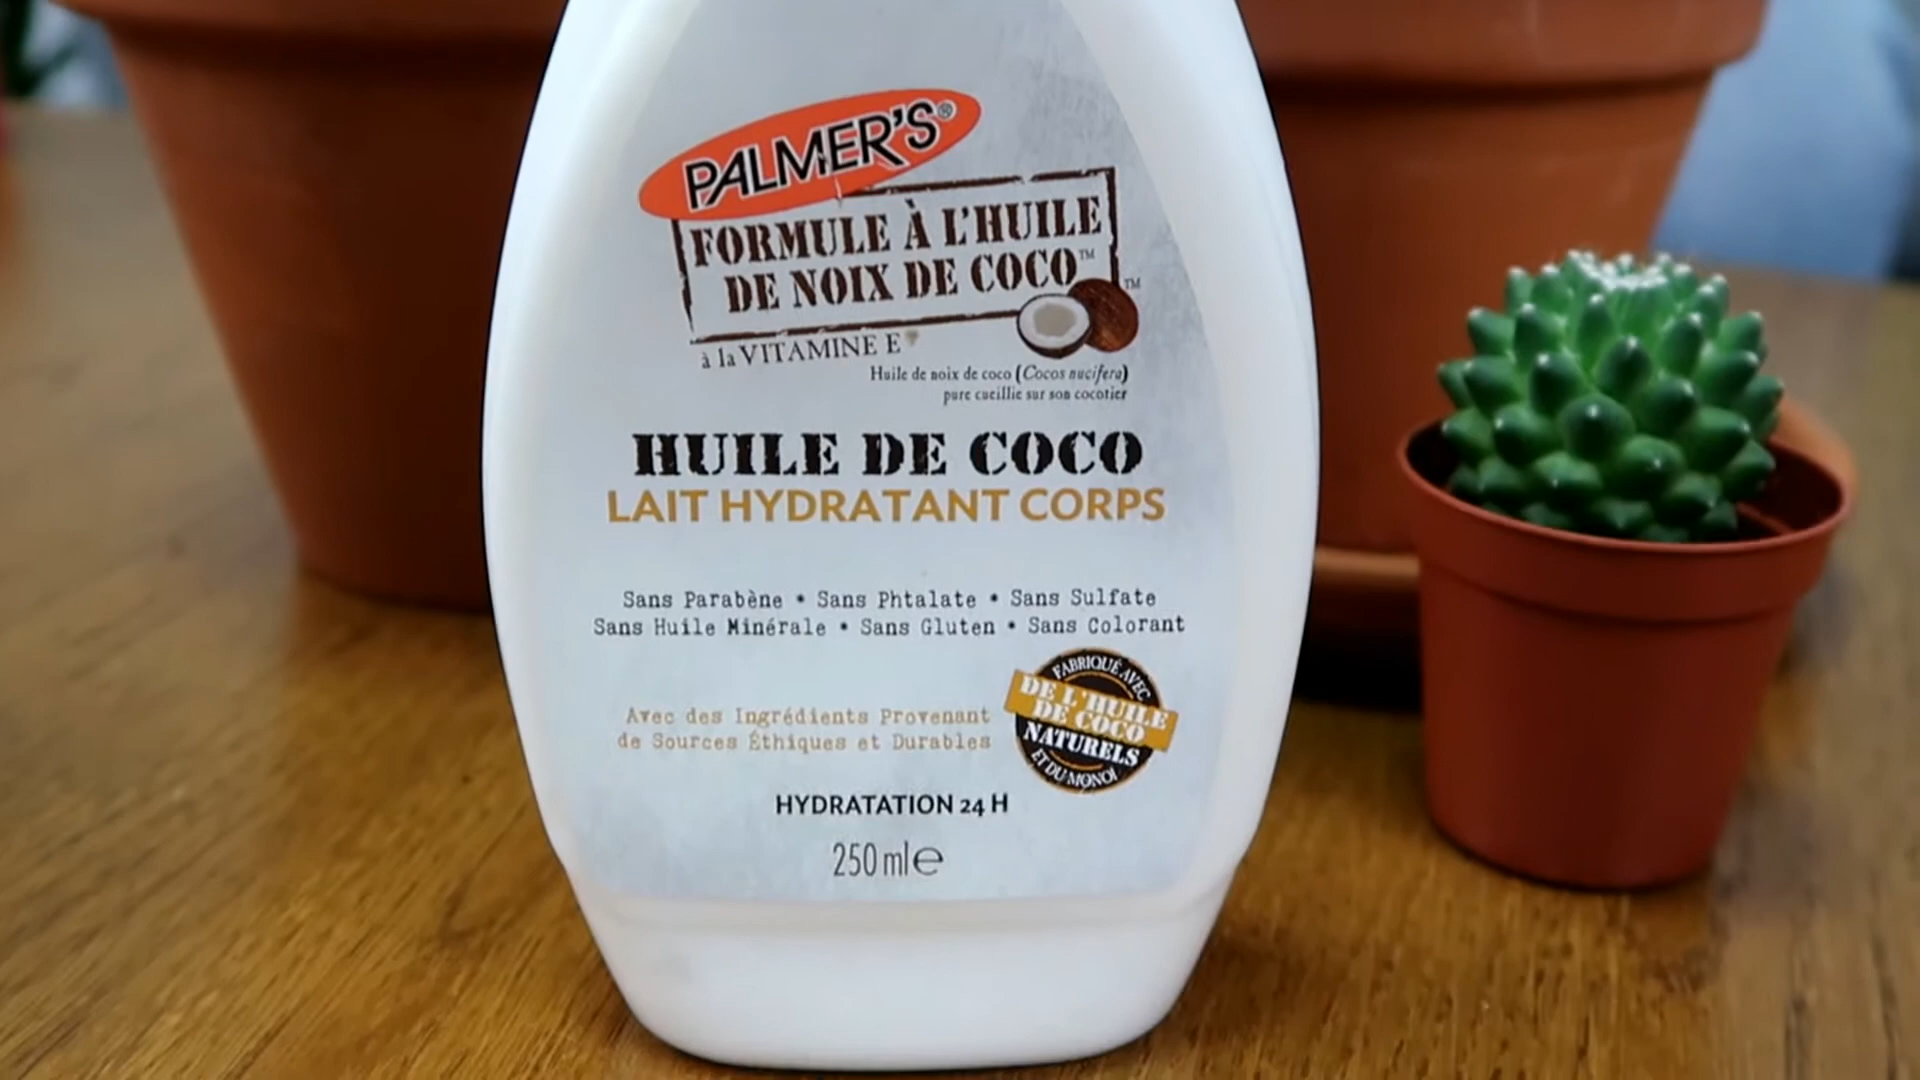 PALMER'S®
FORMULE À L'HUILE
DE NOIX DE COCO™
à la VITAMINE E
Huile de noix de coco (Cocos nucifera)
pure cueillie sur son cocotier
HUILE DE COCO
LAIT HYDRATANT CORPS
Sans Parabène • Sans Phtalate • Sans Sulfate
Sans Huile Minérale • Sans Gluten • Sans Colorant
FABRIQUÉ AVEC
DE L'HUILE
DE COCO
NATURELS
ET DU MONOÏ
Avec des Ingrédients Provenant
de Sources Éthiques et Durables
HYDRATATION 24 H
250 ml℮